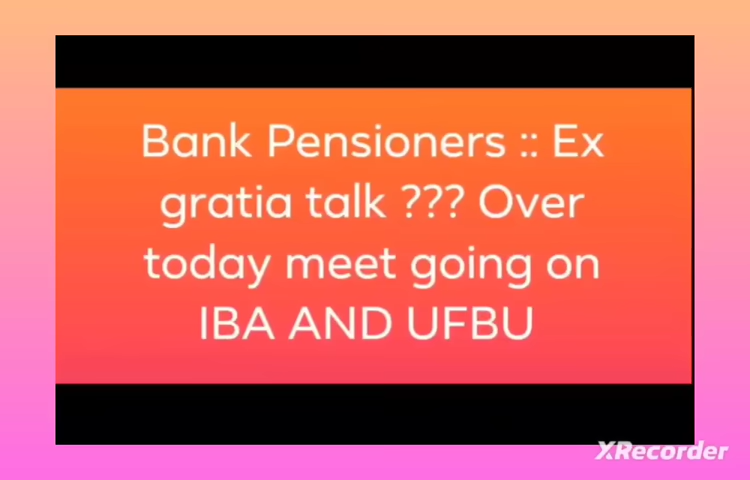 Bank Pensioners :: Ex
gratia talk ??? Over
today meet going on
IBA AND UFBU
XRecorder